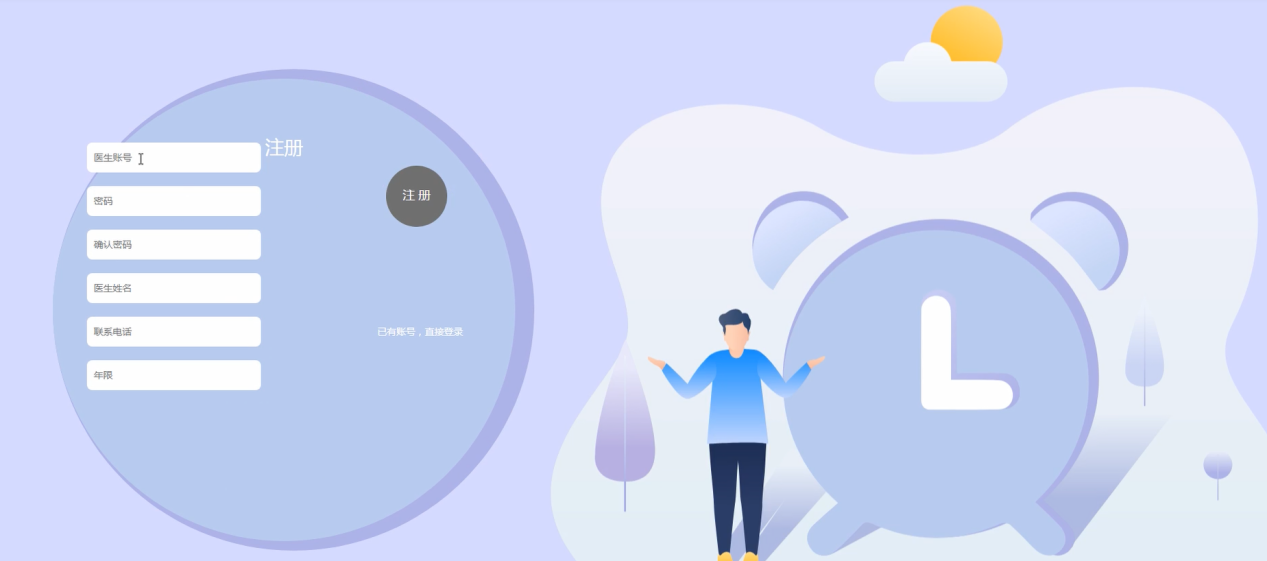 注册
医生账号
密码
确认密码
医生姓名
联系电话
年限
注 册
已有账号，直接登录